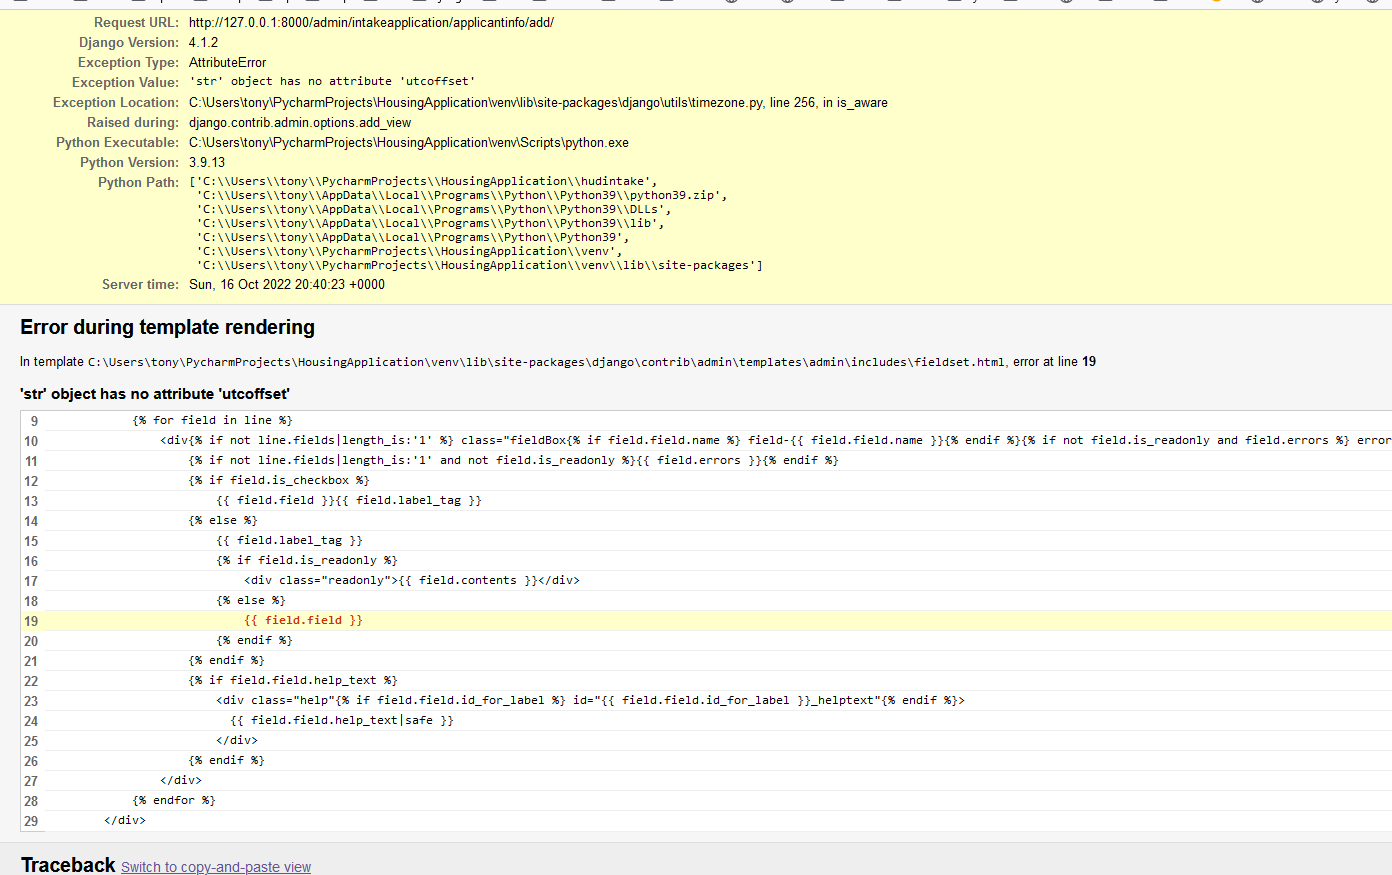 Request URL: http://127.0.0.1:8000/admin/intakeapplication/applicantinfo/add/
Django Version: 4.1.2
Exception Type: AttributeError
Exception Value: 'str' object has no attribute 'utcoffset'
Exception Location: C:\Users\tony\PycharmProjects\HousingApplication\venv\lib\site-packages\django\utils\timezone.py, line 256, in is_aware
Raised during: django.contrib.admin.options.add_view
Python Executable: C:\Users\tony\PycharmProjects\HousingApplication\venv\Scripts\python.exe
Python Version: 3.9.13
Python Path: ['C:\\Users\\tony\\PycharmProjects\\HousingApplication\\hudintake',
'C:\\Users\\tony\\AppData\\Local\\Programs\\Python\\Python39\\python39.zip',
'C:\\Users\\tony\\AppData\\Local\\Programs\\Python\\Python39\\DLLs',
'C:\\Users\\tony\\AppData\\Local\\Programs\\Python\\Python39\\lib',
'C:\\Users\\tony\\AppData\\Local\\Programs\\Python\\Python39',
'C:\\Users\\tony\\PycharmProjects\\HousingApplication\\venv',
'C:\\Users\\tony\\PycharmProjects\\HousingApplication\\venv\\lib\\site-packages']
Server time: Sun, 16 Oct 2022 20:40:23 +0000
Error during template rendering
In template C:\Users\tony\PycharmProjects\HousingApplication\venv\lib\site-packages\django\contrib\admin\templates\admin\includes\fieldset.html, error at line 19
'str' object has no attribute 'utcoffset'
9 {% for field in line %}
10 <div{% if not line.fields|length_is:'1' %} class="fieldBox{% if field.field.name %} field-{{ field.field.name }}{% endif %}{% if not field.is_readonly and field.errors %} error
11 {% if not line.fields|length_is:'1' and not field.is_readonly %}{{ field.errors }}{% endif %}
12 {% if field.is_checkbox %}
13 {{ field.field }}{{ field.label_tag }}
14 {% else %}
15 {{ field.label_tag }}
16 {% if field.is_readonly %}
17 <div class="readonly">{{ field.contents }}</div>
18 {% else %}
19 {{ field.field }}
20 {% endif %}
21 {% endif %}
22 {% if field.field.help_text %}
23 <div class="help"{% if field.field.id_for_label %} id="{{ field.field.id_for_label }}_helptext"{% endif %}>
24 {{ field.field.help_text|safe }}
25 </div>
26 {% endif %}
27 </div>
28 {% endfor %}
29 </div>
Traceback Switch to copy-and-paste view